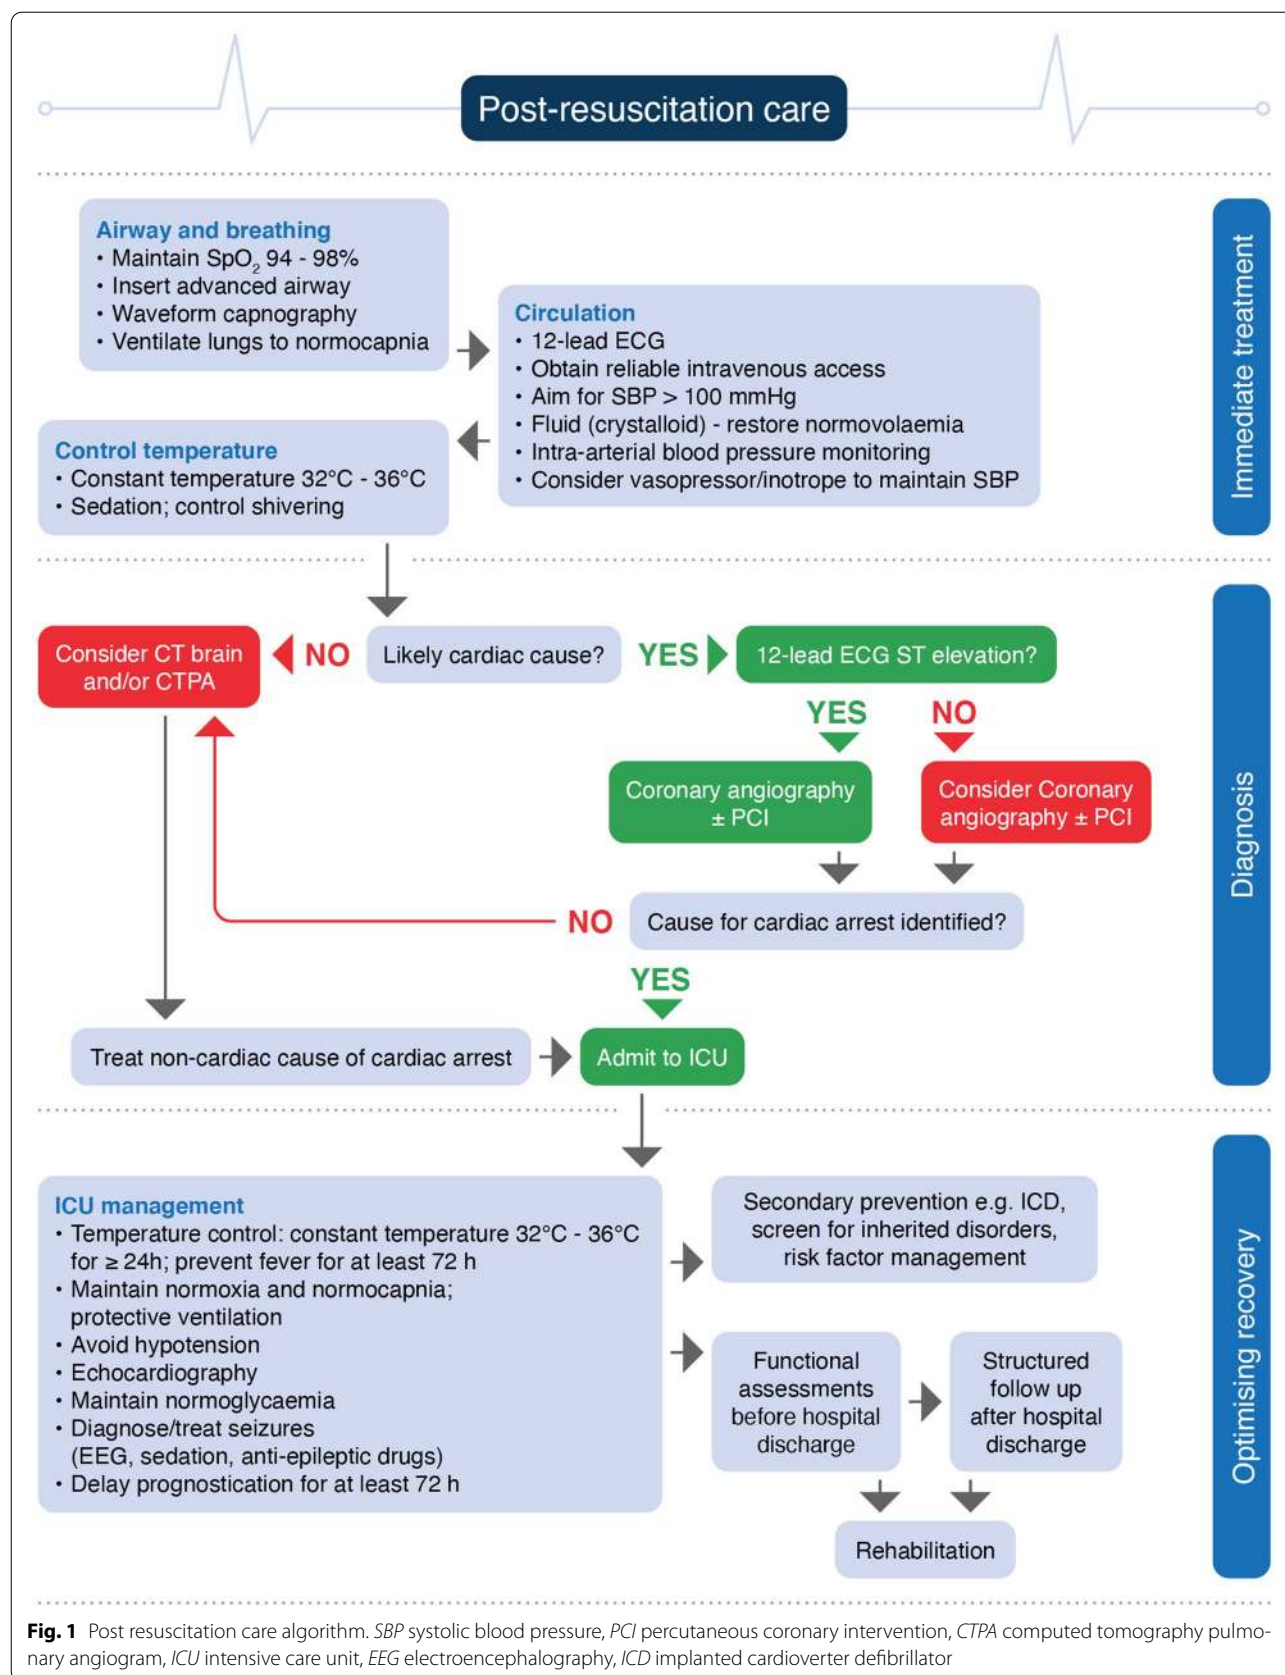 Post-resuscitation care
Airway and breathing
• Maintain SpO₂ 94 - 98%
• Insert advanced airway
• Waveform capnography
• Ventilate lungs to normocapnia
Circulation
• 12-lead ECG
• Obtain reliable intravenous access
• Aim for SBP > 100 mmHg
• Fluid (crystalloid) - restore normovolaemia
• Intra-arterial blood pressure monitoring
• Consider vasopressor/inotrope to maintain SBP
Control temperature
• Constant temperature 32°C - 36°C
• Sedation; control shivering
Immediate treatment
Likely cardiac cause?
NO
Consider CT brain
and/or CTPA
YES
12-lead ECG ST elevation?
YES
NO
Coronary angiography
± PCI
Consider Coronary
angiography ± PCI
Cause for cardiac arrest identified?
NO
YES
Treat non-cardiac cause of cardiac arrest
Admit to ICU
Diagnosis
ICU management
• Temperature control: constant temperature 32°C - 36°C
for ≥ 24h; prevent fever for at least 72 h
• Maintain normoxia and normocapnia;
protective ventilation
• Avoid hypotension
• Echocardiography
• Maintain normoglycaemia
• Diagnose/treat seizures
(EEG, sedation, anti-epileptic drugs)
• Delay prognostication for at least 72 h
Secondary prevention e.g. ICD,
screen for inherited disorders,
risk factor management
Functional
assessments
before hospital
discharge
Structured
follow up
after hospital
discharge
Rehabilitation
Optimising recovery
Fig. 1 Post resuscitation care algorithm. SBP systolic blood pressure, PCI percutaneous coronary intervention, CTPA computed tomography pulmo-
nary angiogram, ICU intensive care unit, EEG electroencephalography, ICD implanted cardioverter defibrillator